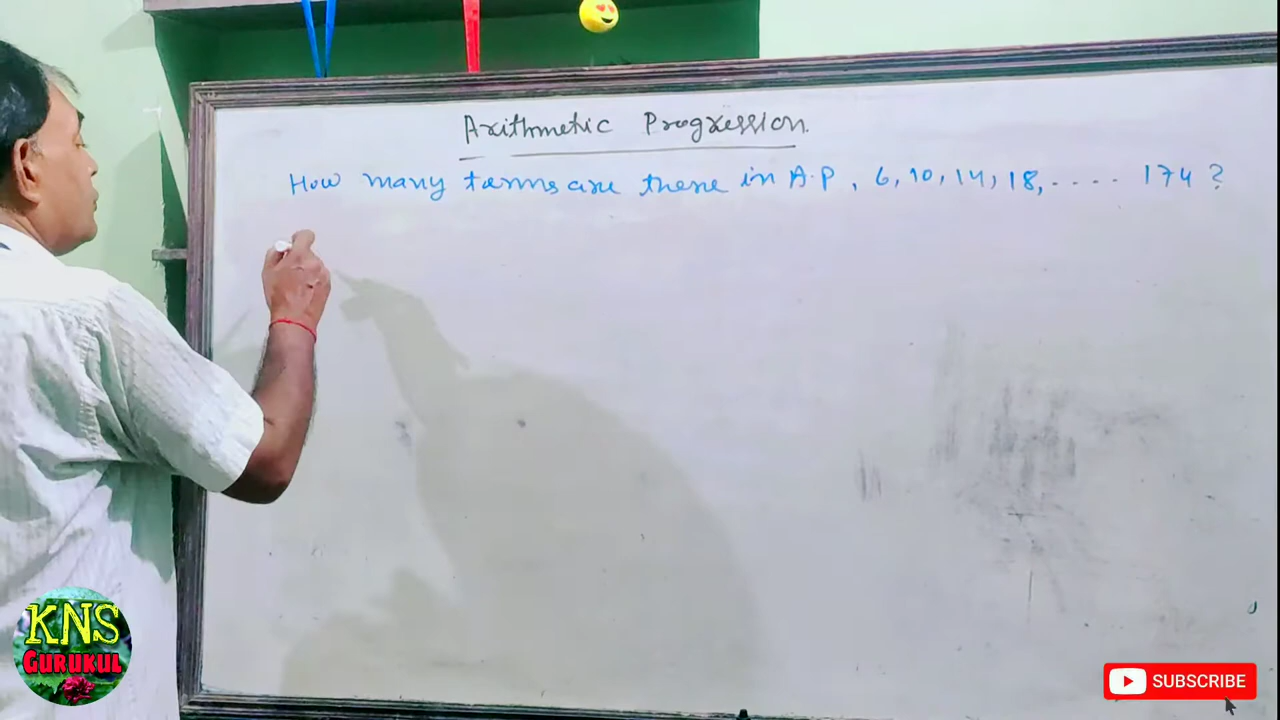 Arithmetic Progression.
How many terms are there in A.P, 6, 10, 14, 18, .... 174 ?
KNS
GURUKUL
SUBSCRIBE